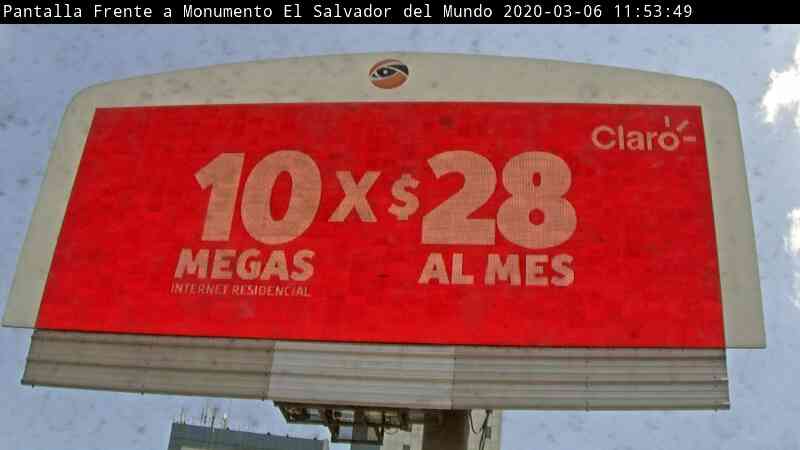 Pantalla Frente a Monumento El Salvador del Mundo 2020-03-06 11:53:49
Claro
10 X $28
MEGAS AL MES
INTERNET RESIDENCIAL